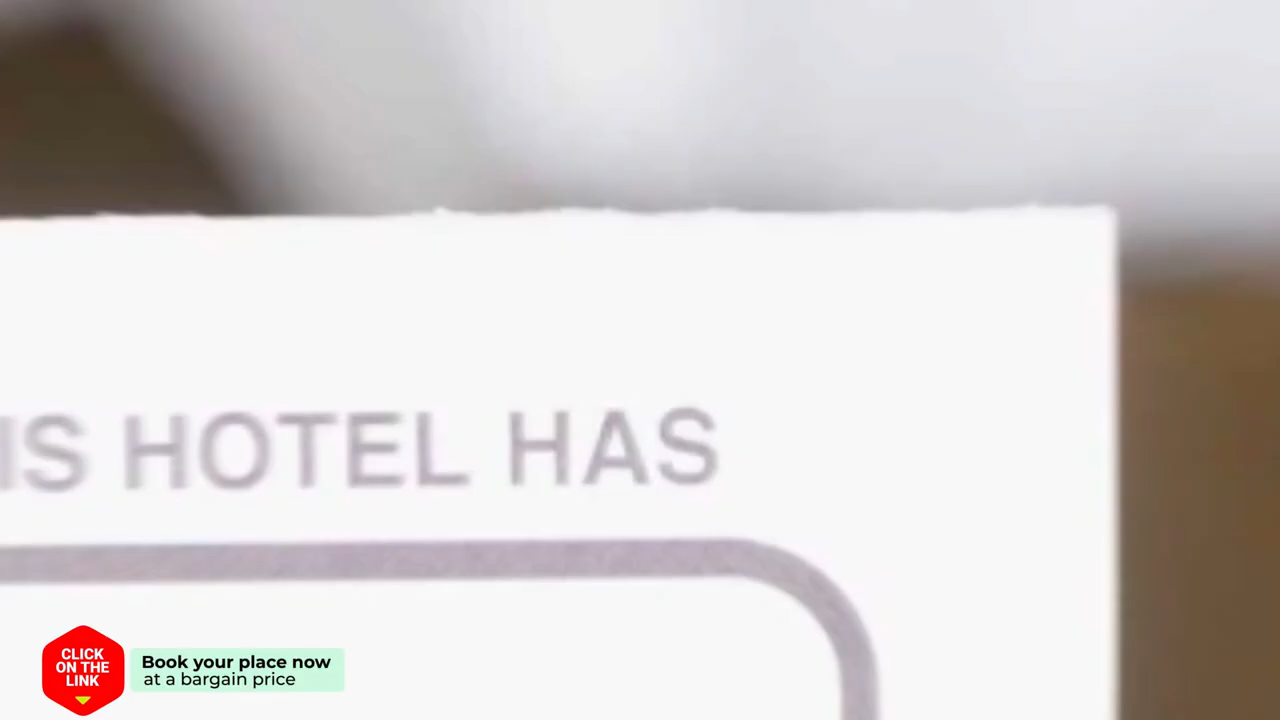 IS HOTEL HAS
CLICK
ON THE
LINK
Book your place now
at a bargain price